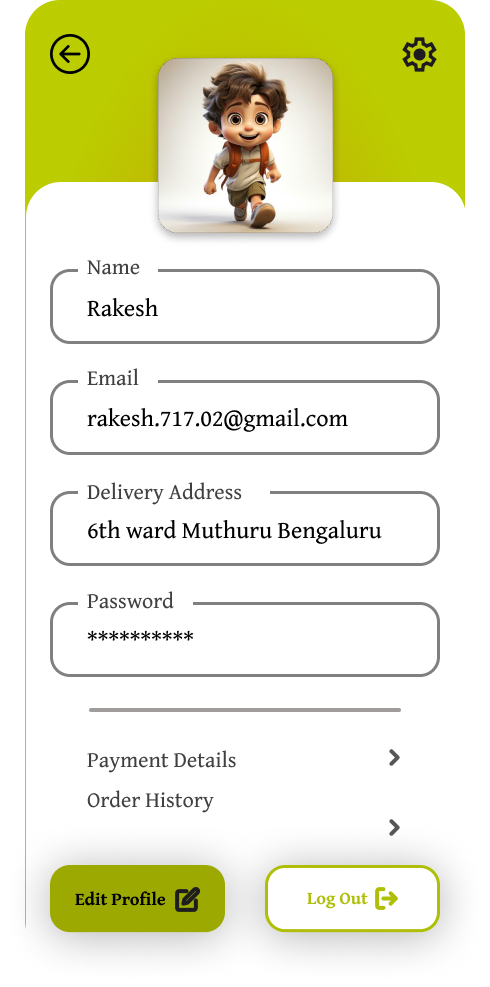 Name
Rakesh
Email
rakesh.717.02@gmail.com
Delivery Address
6th ward Muthuru Bengaluru
Password
**********
Payment Details
Order History
Edit Profile
Log Out